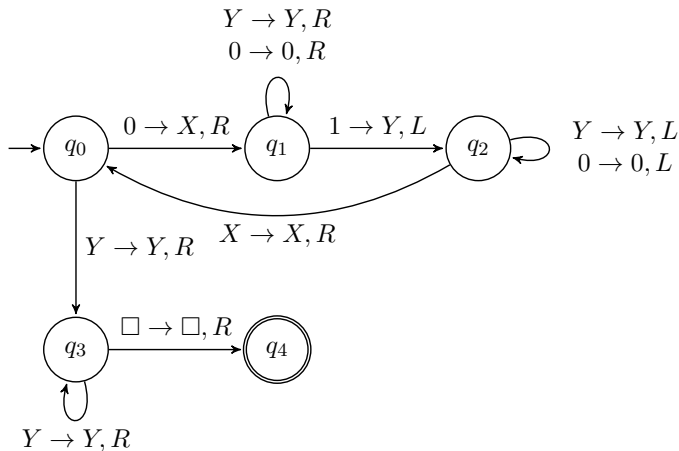 Y → Y, R
0 → 0, R
0 → X, R
1 → Y, L
q₀
q₁
q₂
Y → Y, L
0 → 0, L
X → X, R
Y → Y, R
□ → □, R
q₃
q₄
Y → Y, R